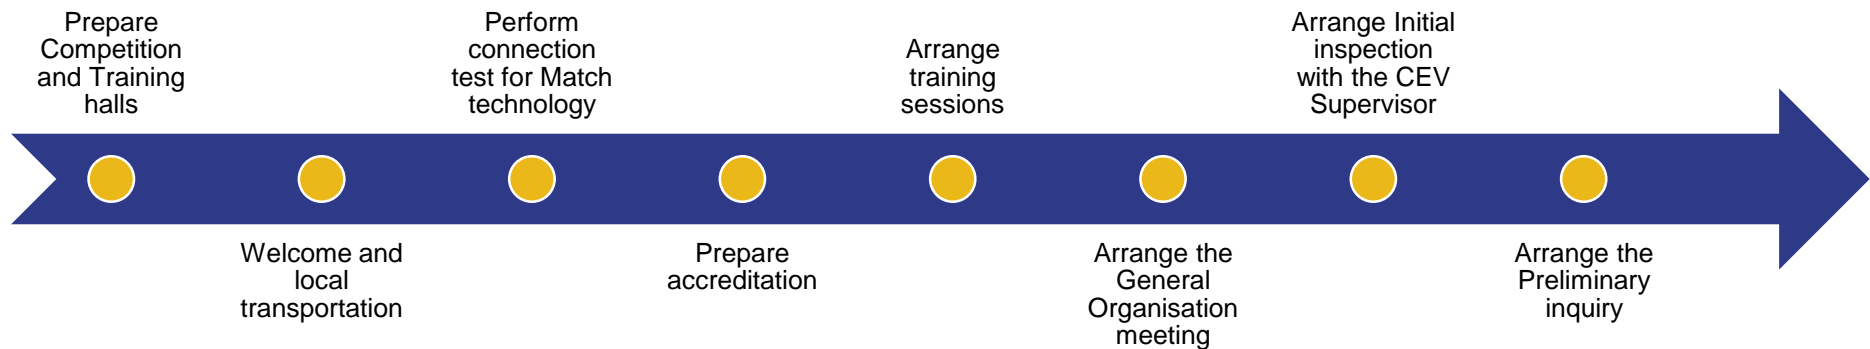 Prepare
Competition
and Training
halls
Welcome and
local
transportation
Perform
connection
test for Match
technology
Prepare
accreditation
Arrange
training
sessions
Arrange the
General
Organisation
meeting
Arrange Initial
inspection
with the CEV
Supervisor
Arrange the
Preliminary
inquiry